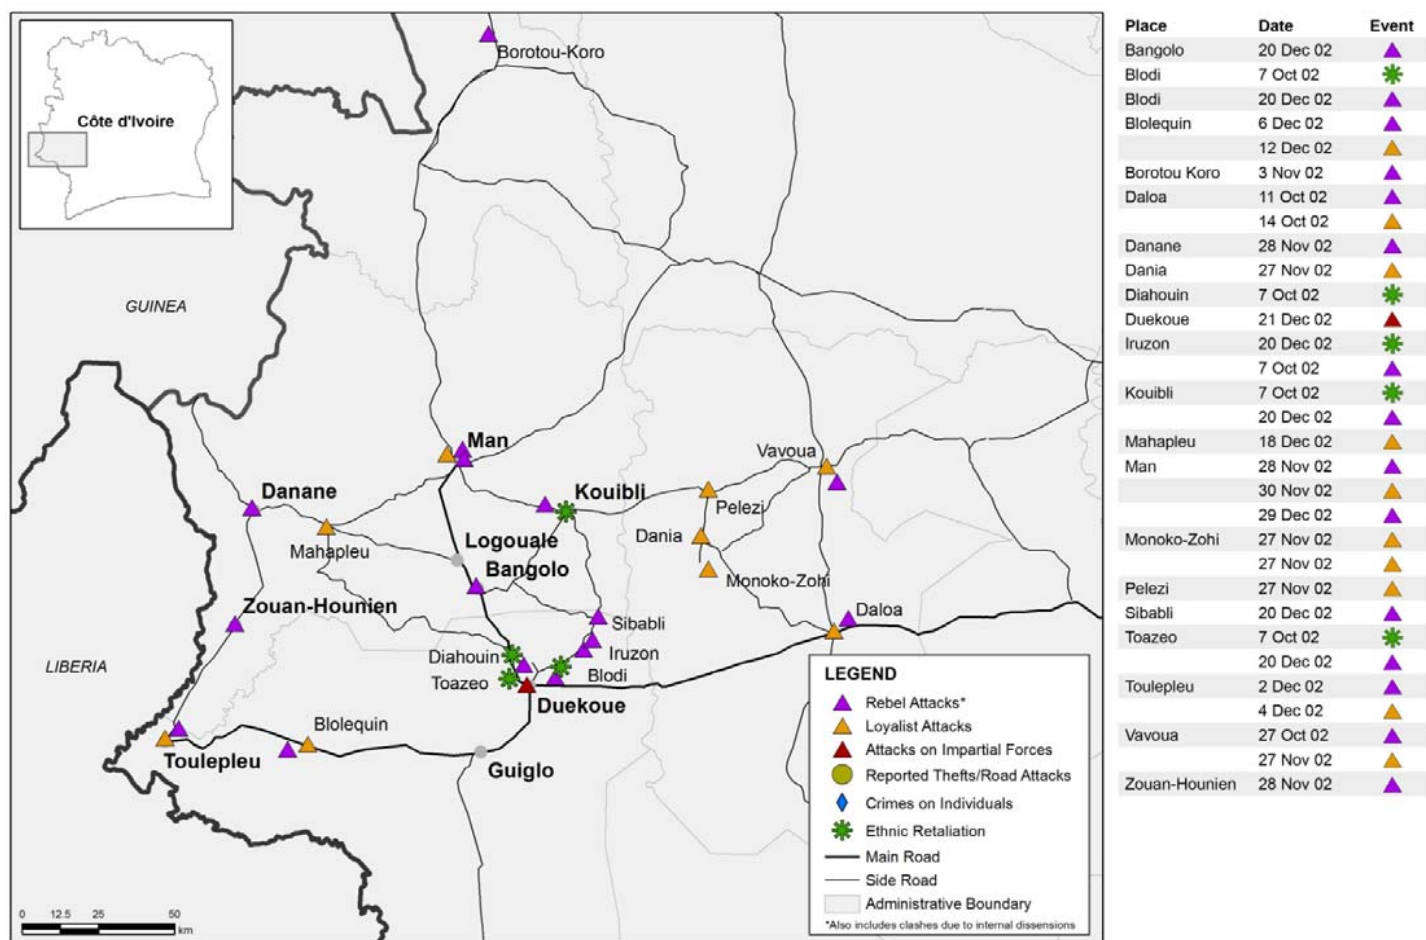 Côte d'Ivoire
Borotou-Koro
GUINEA
Man
Vavoua
Danane
Kouibli
Pelezi
Mahapleu
Dania
Logouale
Bangolo
Monoko-Zohi
Zouan-Hounien
Sibabli
Daloa
Diahouin
Iruzon
LIBERIA
Toazeo
Blodi
Duekoue
Blolequin
Toulepleu
Guiglo
0 12.5 25 50
km
LEGEND
Rebel Attacks*
Loyalist Attacks
Attacks on Impartial Forces
Reported Thefts/Road Attacks
Crimes on Individuals
Ethnic Retaliation
Main Road
Side Road
Administrative Boundary
*Also includes clashes due to internal dissensions
Place Date Event
Bangolo 20 Dec 02
Blodi 7 Oct 02
Blodi 20 Dec 02
Blolequin 6 Dec 02
12 Dec 02
Borotou Koro 3 Nov 02
Daloa 11 Oct 02
14 Oct 02
Danane 28 Nov 02
Dania 27 Nov 02
Diahouin 7 Oct 02
Duekoue 21 Dec 02
Iruzon 20 Dec 02
7 Oct 02
Kouibli 7 Oct 02
20 Dec 02
Mahapleu 18 Dec 02
Man 28 Nov 02
30 Nov 02
29 Dec 02
Monoko-Zohi 27 Nov 02
27 Nov 02
Pelezi 27 Nov 02
Sibabli 20 Dec 02
Toazeo 7 Oct 02
20 Dec 02
Toulepleu 2 Dec 02
4 Dec 02
Vavoua 27 Oct 02
27 Nov 02
Zouan-Hounien 28 Nov 02